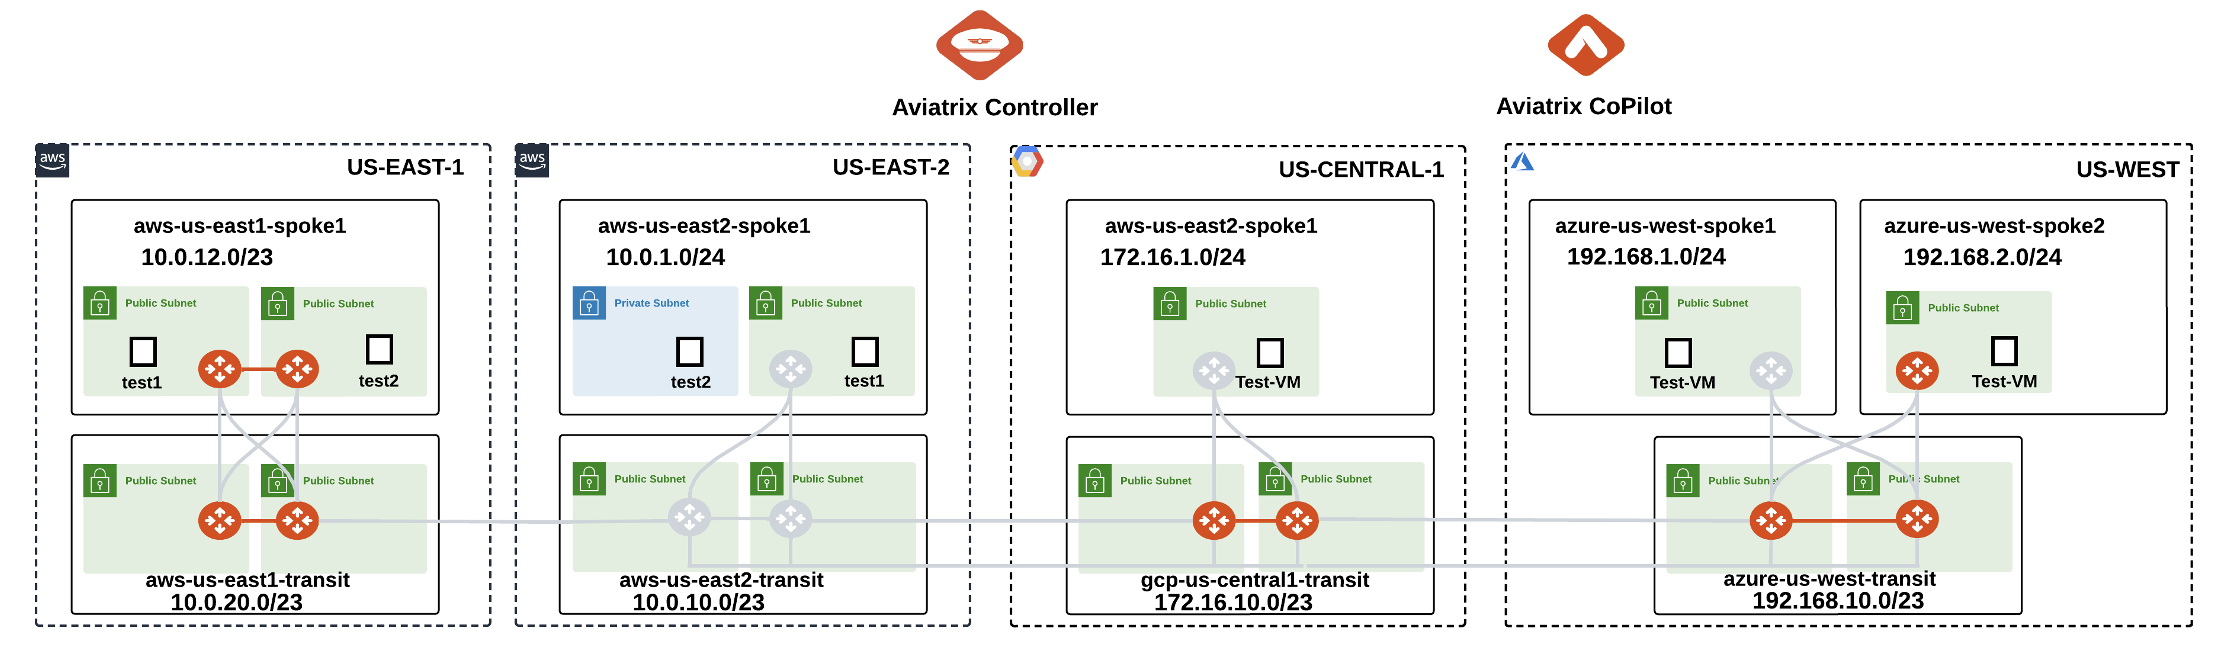 Aviatrix Controller
Aviatrix CoPilot
aws
US-EAST-1
aws-us-east1-spoke1
10.0.12.0/23
Public Subnet
Public Subnet
test1
test2
Public Subnet
Public Subnet
aws-us-east1-transit
10.0.20.0/23
aws
US-EAST-2
aws-us-east2-spoke1
10.0.1.0/24
Private Subnet
Public Subnet
test2
test1
Public Subnet
Public Subnet
aws-us-east2-transit
10.0.10.0/23
US-CENTRAL-1
aws-us-east2-spoke1
172.16.1.0/24
Public Subnet
Test-VM
Public Subnet
Public Subnet
gcp-us-central1-transit
172.16.10.0/23
US-WEST
azure-us-west-spoke1
192.168.1.0/24
Public Subnet
Test-VM
azure-us-west-spoke2
192.168.2.0/24
Public Subnet
Test-VM
Public Subnet
Public Subnet
azure-us-west-transit
192.168.10.0/23